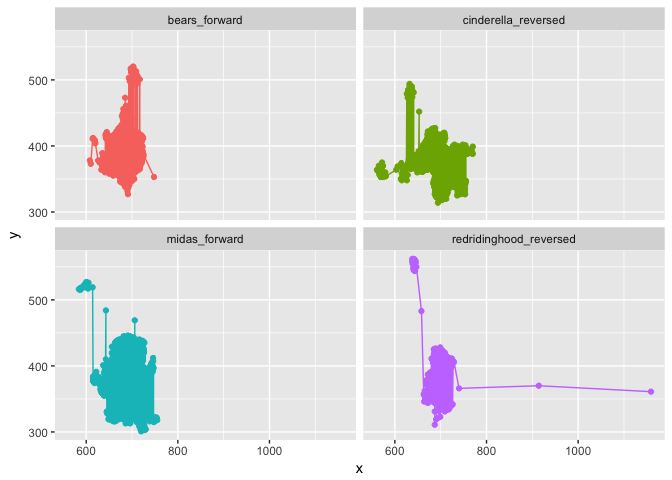 bears_forward
cinderella_reversed
500
400
300
midas_forward
redridinghood_reversed
500
400
300
600 800 1000 600 800 1000
x
y